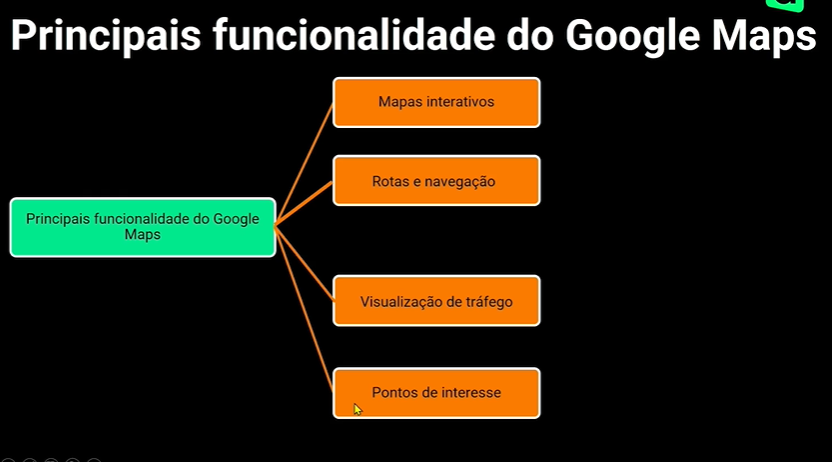 Principais funcionalidade do Google Maps
Mapas interativos
Rotas e navegação
Principais funcionalidade do Google
Maps
Visualização de tráfego
Pontos de interesse